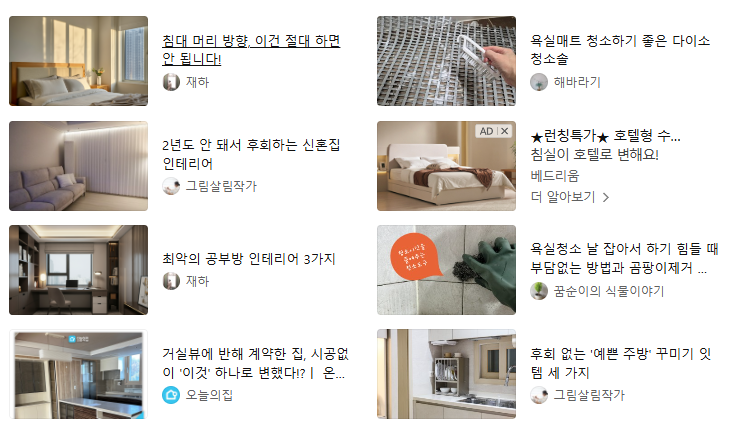 침대 머리 방향, 이건 절대 하면
안 됩니다!
재하
욕실매트 청소하기 좋은 다이소
청소솔
해바라기
2년도 안 돼서 후회하는 신혼집
인테리어
그림살림작가
AD
★런칭특가★ 호텔형 수...
침실이 호텔로 변해요!
베드리움
더 알아보기
최악의 공부방 인테리어 3가지
재하
욕실청소 날 잡아서 하기 힘들 때
부담없는 방법과 곰팡이제거 ...
꿈순이의 식물이야기
거실뷰에 반해 계약한 집, 시공없
이 '이것' 하나로 변했다!?ㅣ 온...
오늘의집
후회 없는 '예쁜 주방' 꾸미기 잇
템 세 가지
그림살림작가